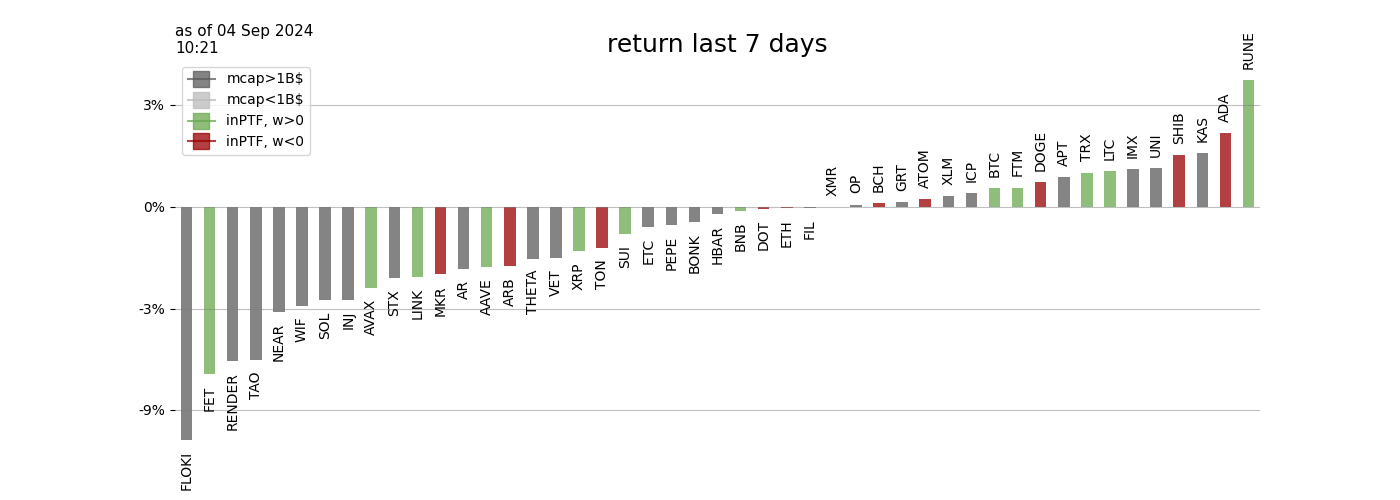 as of 04 Sep 2024
10:21
return last 7 days
mcap>1B$
mcap<1B$
inPTF, w>0
inPTF, w<0
3%
0%
-3%
-9%
FLOKI
FET
RENDER
TAO
NEAR
WIF
SOL
INJ
AVAX
STX
LINK
MKR
AR
AAVE
ARB
THETA
VET
XRP
TON
SUI
ETC
PEPE
BONK
HBAR
BNB
DOT
ETH
FIL
XMR
OP
BCH
GRT
ATOM
XLM
ICP
BTC
FTM
DOGE
APT
TRX
LTC
IMX
UNI
SHIB
KAS
ADA
RUNE